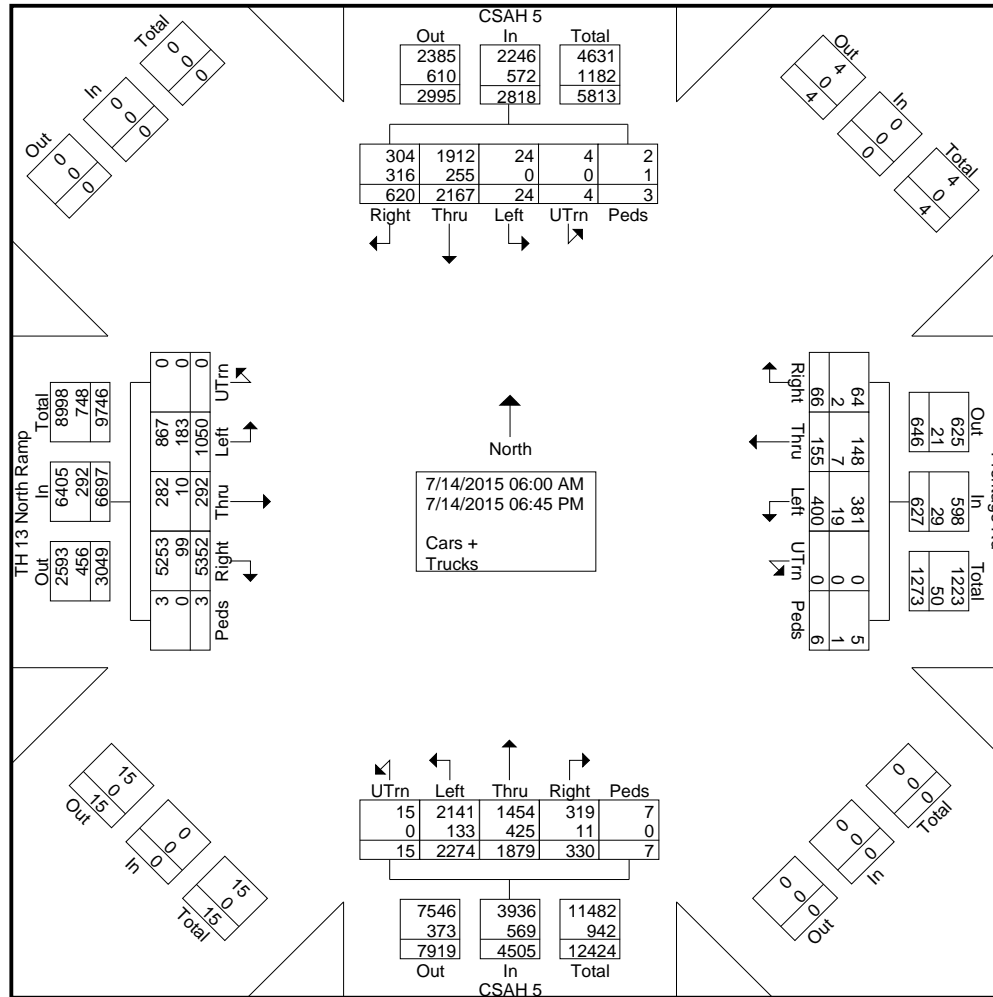 CSAH 5
Out In Total
2385 2246 4631
610 572 1182
2995 2818 5813
304 1912 24 4 2
316 255 0 0 1
620 2167 24 4 3
Right Thru Left UTrn Peds
Total
0
0
0
In
0
0
0
Out
0
0
0
Out
4
0
4
In
0
0
0
Total
4
0
4
TH 13 North Ramp
Total In Out
8998 6405 2593
748 292 456
9746 6697 3049
0 867 282 5253 3
0 183 10 99 0
0 1050 292 5352 3
UTrn Left Thru Right Peds
North
7/14/2015 06:00 AM
7/14/2015 06:45 PM
Cars +
Trucks
Right Thru Left UTrn Peds
64 148 381 0 5
2 7 19 0 1
66 155 400 0 6
Out In Total
625 598 1223
21 29 50
646 627 1273
UTrn Left Thru Right Peds
15 2141 1454 319 7
0 133 425 11 0
15 2274 1879 330 7
7546 3936 11482
373 569 942
7919 4505 12424
Out In Total
CSAH 5
15
0
15
Out
0
0
0
In
15
0
15
Total
0
0
0
Total
0
0
0
In
0
0
0
Out